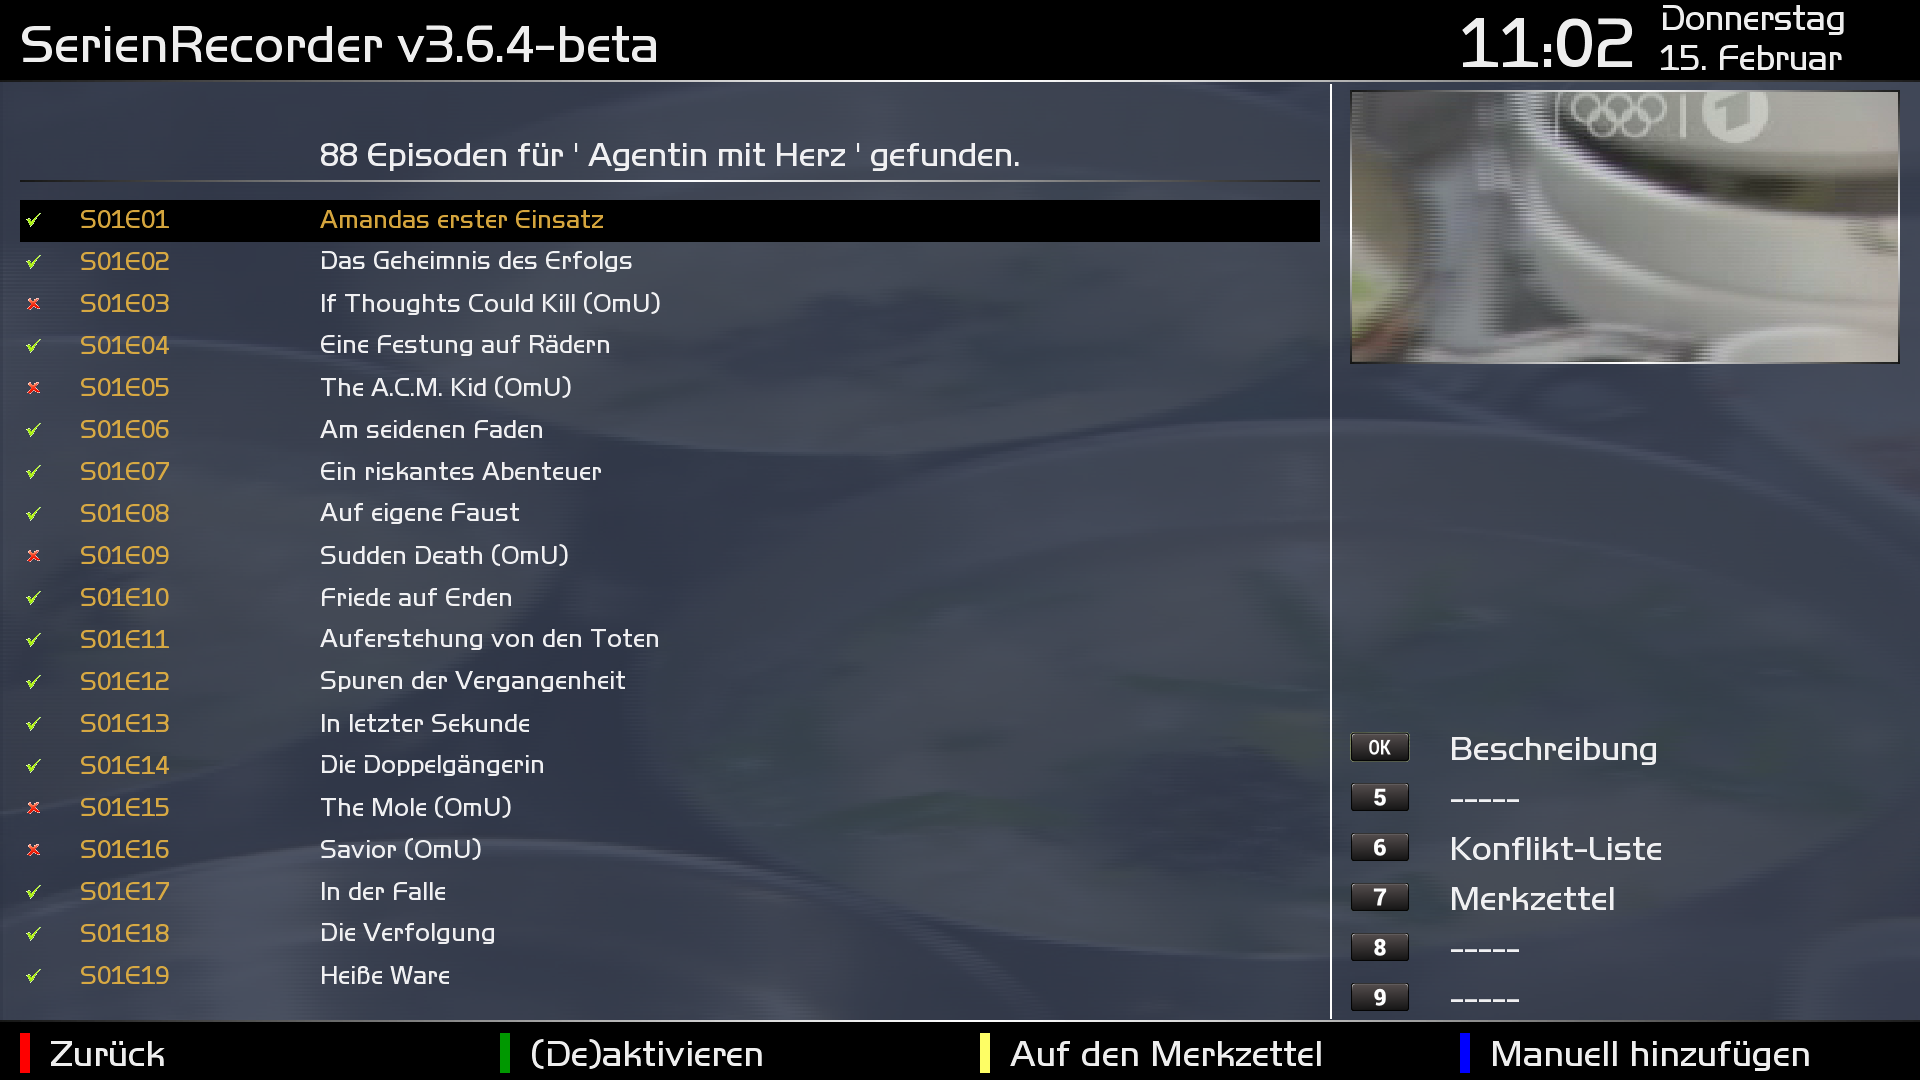 SerienRecorder v3.6.4-beta
11:02
Donnerstag
15. Februar
88 Episoden für ' Agentin mit Herz ' gefunden.
S01E01 Amandas erster Einsatz
S01E02 Das Geheimnis des Erfolgs
S01E03 If Thoughts Could Kill (OmU)
S01E04 Eine Festung auf Rädern
S01E05 The A.C.M. Kid (OmU)
S01E06 Am seidenen Faden
S01E07 Ein riskantes Abenteuer
S01E08 Auf eigene Faust
S01E09 Sudden Death (OmU)
S01E10 Friede auf Erden
S01E11 Auferstehung von den Toten
S01E12 Spuren der Vergangenheit
S01E13 In letzter Sekunde
S01E14 Die Doppelgängerin
S01E15 The Mole (OmU)
S01E16 Savior (OmU)
S01E17 In der Falle
S01E18 Die Verfolgung
S01E19 Heiße Ware
1
OK Beschreibung
5 -----
6 Konflikt-Liste
7 Merkzettel
8 -----
9 -----
Zurück
(De)aktivieren
Auf den Merkzettel
Manuell hinzufügen